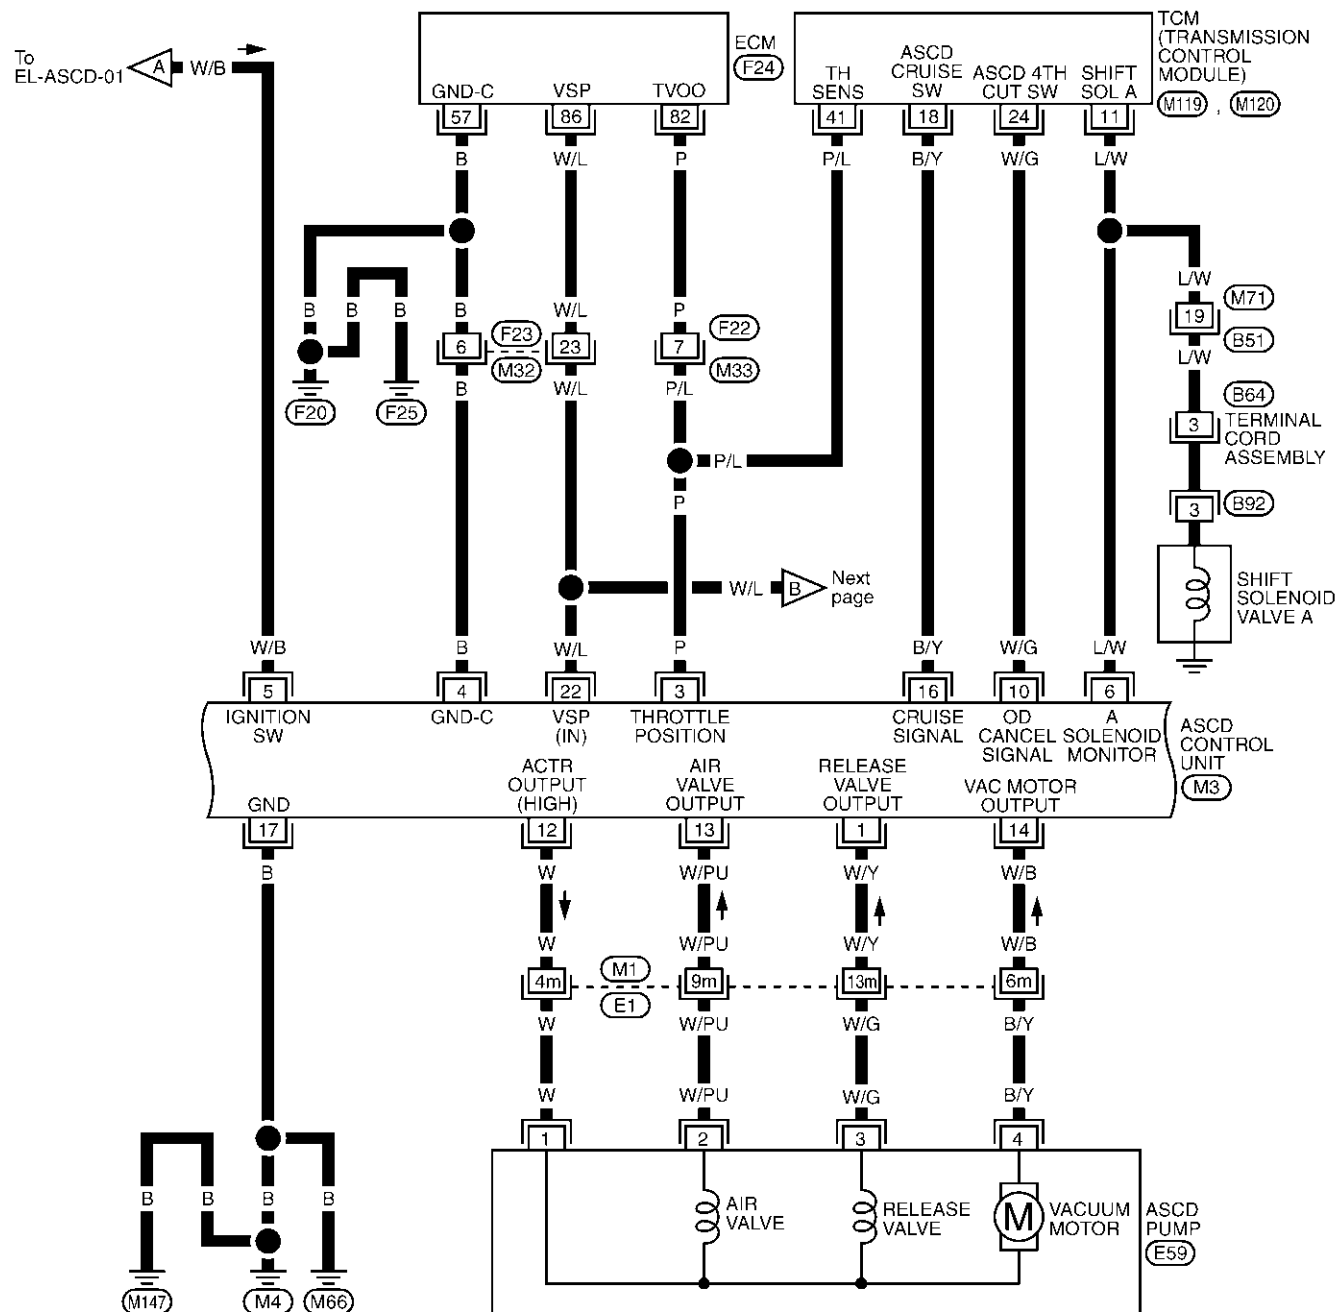 To
EL-ASCD-01
A
W/B
ECM
F24
GND-C
VSP
TVOO
57
86
82
TCM
(TRANSMISSION
CONTROL
MODULE)
M119 , M120
TH
SENS
ASCD
CRUISE
SW
ASCD 4TH
CUT SW
SHIFT
SOL A
41
18
24
11
B
W/L
P
P/L
B/Y
W/G
L/W
B
B
B
B
W/L
P
L/W
19
M71
B51
6
F23
M32
23
7
F22
M33
F20
F25
B
W/L
P/L
L/W
B64
3
TERMINAL
CORD
ASSEMBLY
P/L
P
3
B92
W/L
B
Next
page
SHIFT
SOLENOID
VALVE A
W/B
B
W/L
P
B/Y
W/G
L/W
5
4
22
3
16
10
6
IGNITION
SW
GND-C
VSP
(IN)
THROTTLE
POSITION
CRUISE
SIGNAL
OD
CANCEL
SIGNAL
A
SOLENOID
MONITOR
ASCD
CONTROL
UNIT
M3
GND
ACTR
OUTPUT
(HIGH)
AIR
VALVE
OUTPUT
RELEASE
VALVE
OUTPUT
VAC MOTOR
OUTPUT
17
12
13
1
14
B
W
W/PU
W/Y
W/B
W
W/PU
W/Y
W/B
4m
M1
E1
9m
13m
6m
W
W/PU
W/G
B/Y
W
W/PU
W/G
B/Y
1
2
3
4
B
B
B
B
AIR
VALVE
RELEASE
VALVE
M
VACUUM
MOTOR
ASCD
PUMP
E59
M147
M4
M66